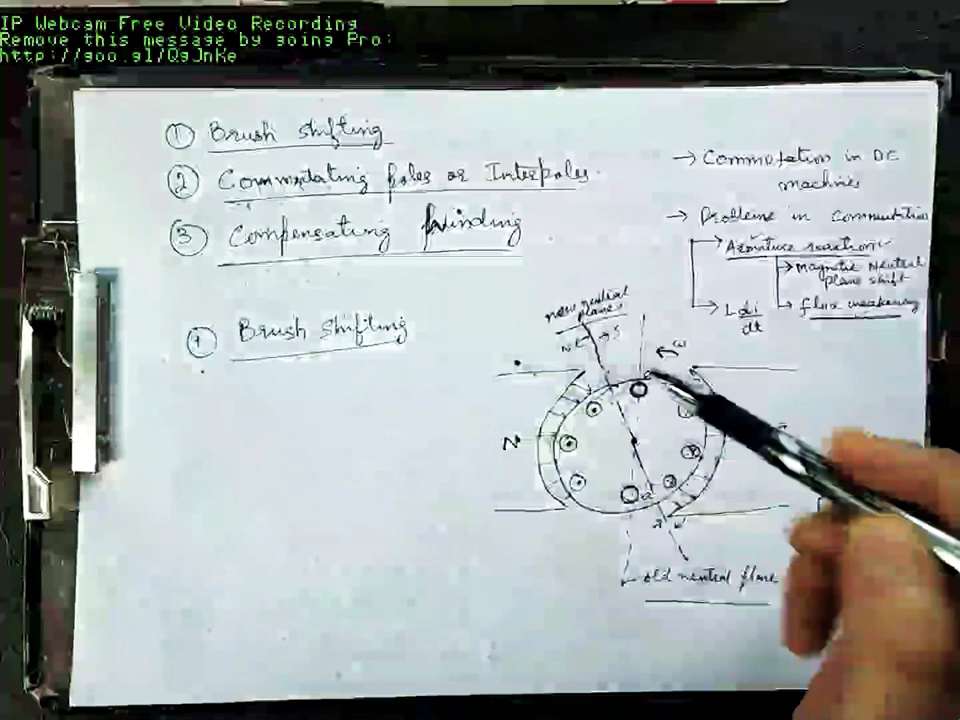 IP Webcam Free Video Recording
Remove this message by going Pro:
http://goo.gl/QgJnKe
① Brush shifting
② Commutating poles or Interpoles
③ Compensating winding
→ Commutation in DC
machines
→ Problems in Commutation
→ Armature reaction
→ Magnetic Neutral
Plane shift
→ flux weakening
→ L di/dt
① Brush shifting
new neutral
plane
N S
ω
N
old neutral plane